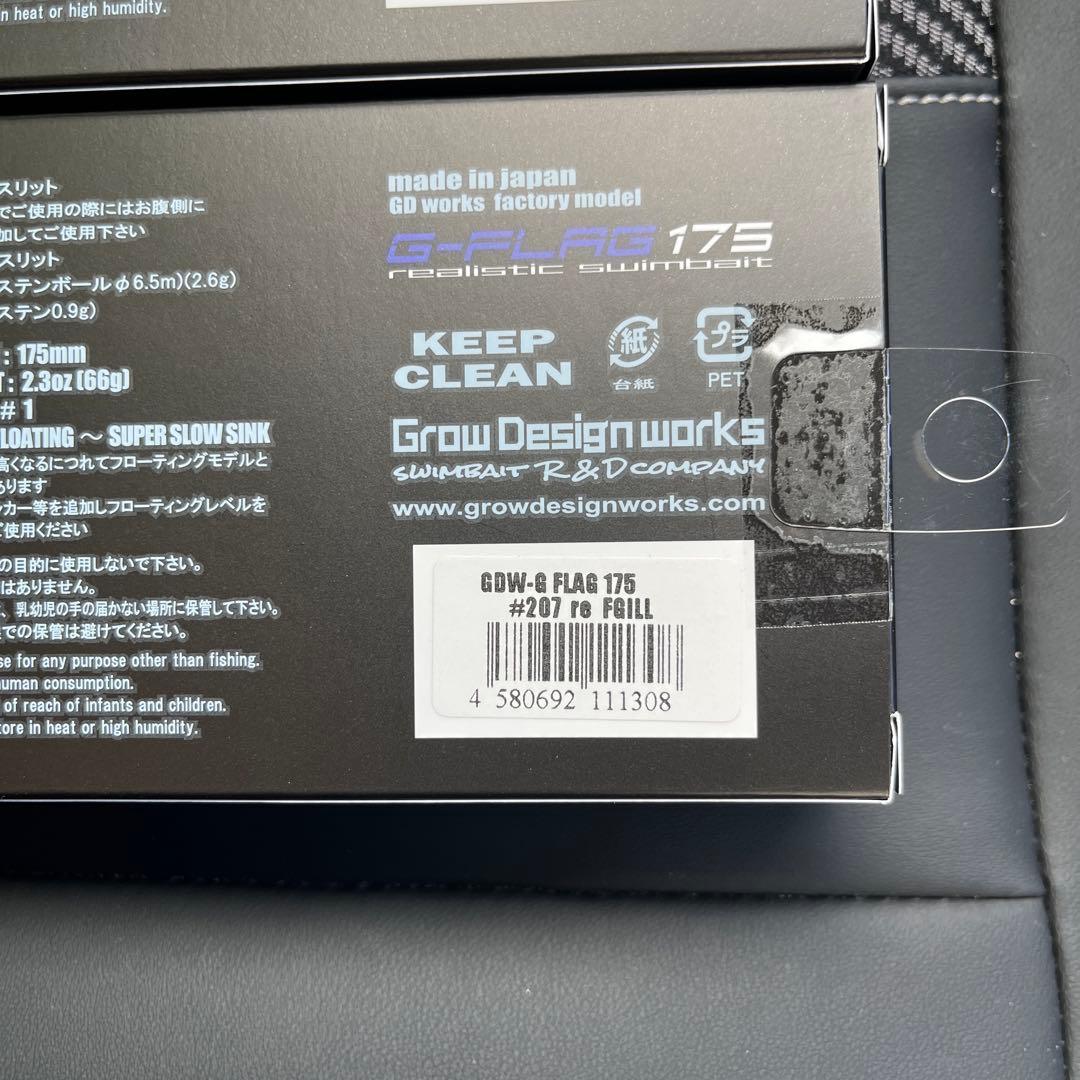 n heat or high humidity.
スリット
でご使用の際にはお腹側に
加してご使用下さい
スリット
ステンボールφ6.5m)(2.6g)
ステン0.9g)
: 175mm
T : 2.3oz (66g)
# 1
LOATING ～ SUPER SLOW SINK
高くなるにつれてフローティングモデルと
あります
ッカー等を追加しフローティングレベルを
ご使用ください
の目的に使用しないで下さい。
はありません。
、乳幼児の手の届かない場所に保管して下さい。
での保管は避けてください。
se for any purpose other than fishing.
human consumption.
of reach of infants and children.
tore in heat or high humidity.
made in japan
GD works factory model
G-FLAG 175
realistic swimbait
KEEP
CLEAN
紙
台紙
プラ
PET
Grow Design works
SWIMBAIT R&D COMPANY
www.growdesignworks.com
GDW-G FLAG 175
#207 re FGILL
4 580692 111308